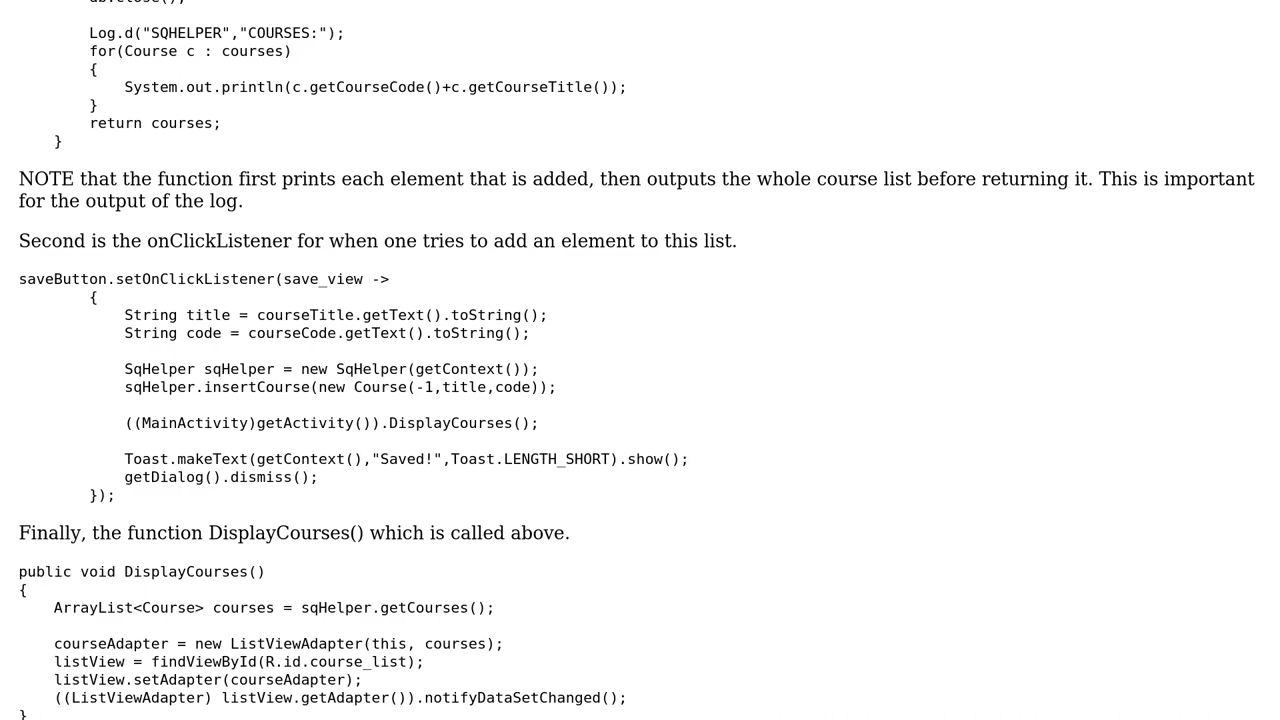 db.close();
Log.d("SQHELPER","COURSES:");
for(Course c : courses)
{
System.out.println(c.getCourseCode()+c.getCourseTitle());
}
return courses;
}
NOTE that the function first prints each element that is added, then outputs the whole course list before returning it. This is important
for the output of the log.
Second is the onClickListener for when one tries to add an element to this list.
saveButton.setOnClickListener(save_view ->
{
String title = courseTitle.getText().toString();
String code = courseCode.getText().toString();
SqHelper sqHelper = new SqHelper(getContext());
sqHelper.insertCourse(new Course(-1,title,code));
((MainActivity)getActivity()).DisplayCourses();
Toast.makeText(getContext(),"Saved!",Toast.LENGTH_SHORT).show();
getDialog().dismiss();
});
Finally, the function DisplayCourses() which is called above.
public void DisplayCourses()
{
ArrayList<Course> courses = sqHelper.getCourses();
courseAdapter = new ListViewAdapter(this, courses);
listView = findViewById(R.id.course_list);
listView.setAdapter(courseAdapter);
((ListViewAdapter) listView.getAdapter()).notifyDataSetChanged();
}